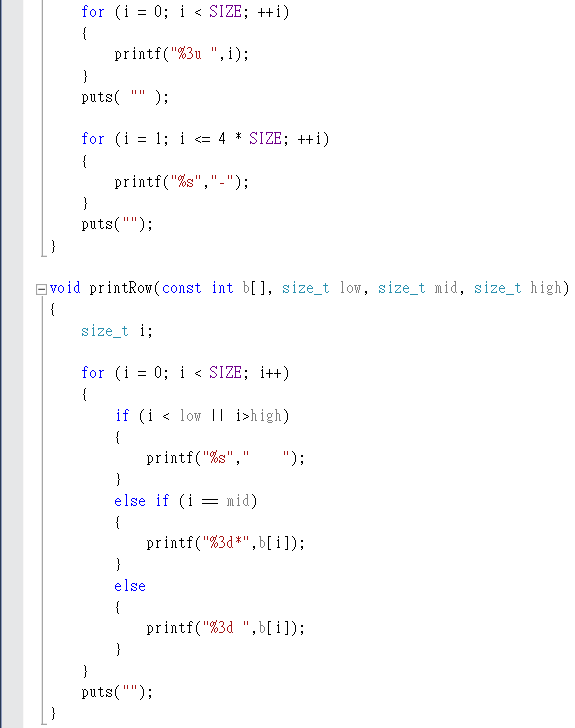 for (i = 0; i < SIZE; ++i)
{
printf("%3u ",i);
}
puts( "" );
for (i = 1; i <= 4 * SIZE; ++i)
{
printf("%s","-");
}
puts("");
}
void printRow(const int b[], size_t low, size_t mid, size_t high)
{
size_t i;
for (i = 0; i < SIZE; i++)
{
if (i < low || i>high)
{
printf("%s","    ");
}
else if (i == mid)
{
printf("%3d*",b[i]);
}
else
{
printf("%3d ",b[i]);
}
}
puts("");
}